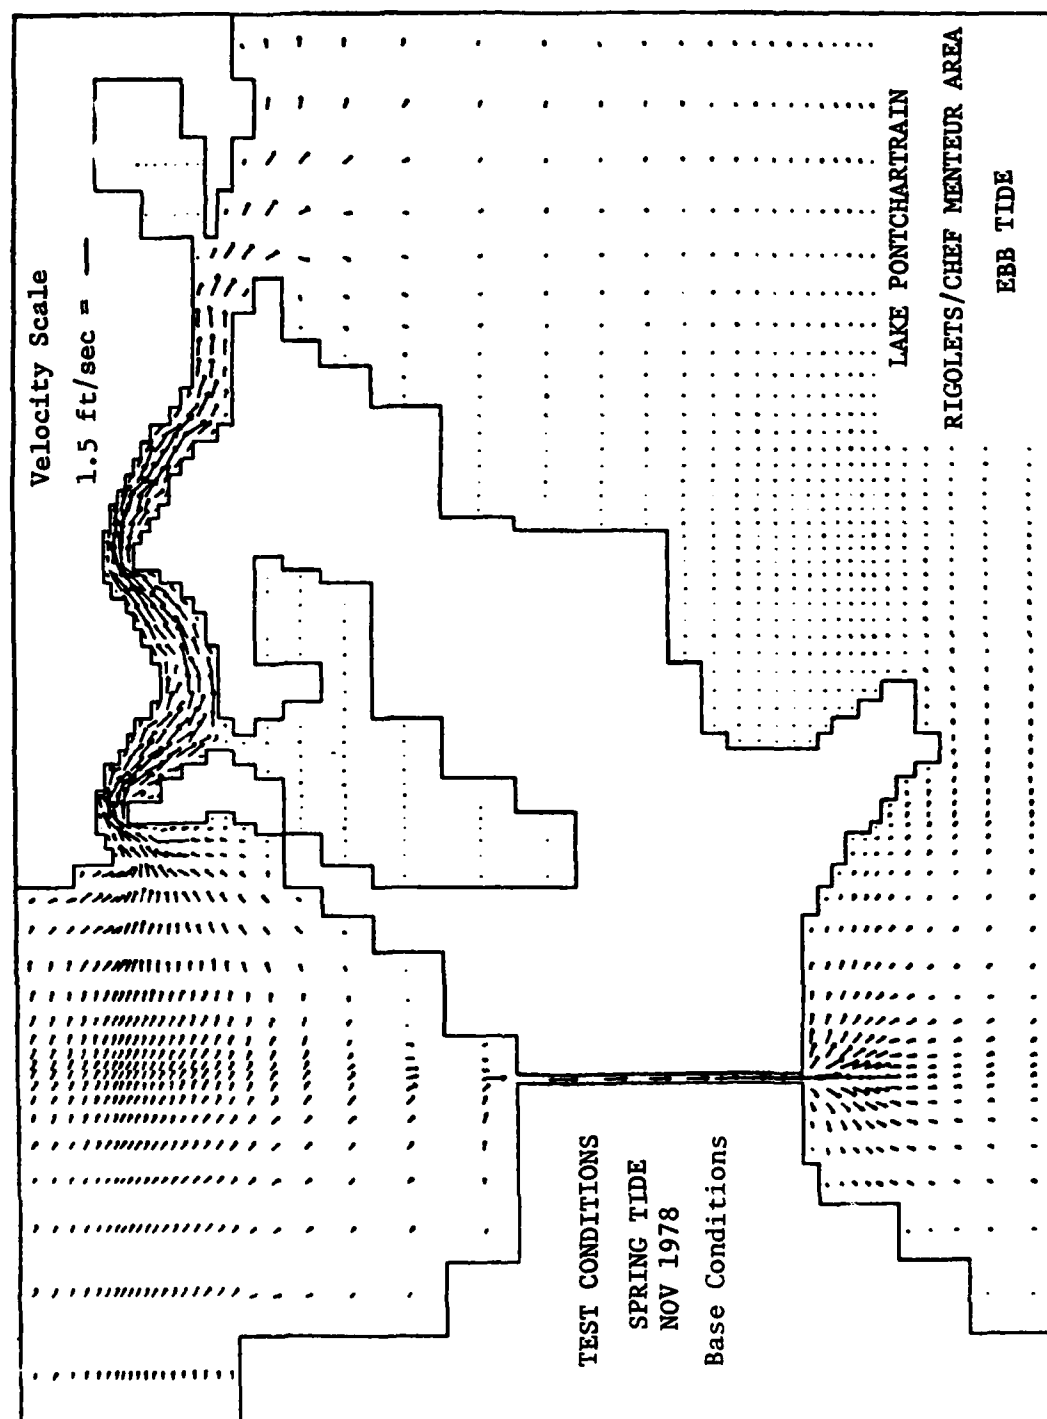 Velocity Scale
1.5 ft/sec = —
LAKE PONTCHARTRAIN
RIGOLETS/CHEF MENTEUR AREA
EBB TIDE
TEST CONDITIONS
SPRING TIDE
NOV 1978
Base Conditions